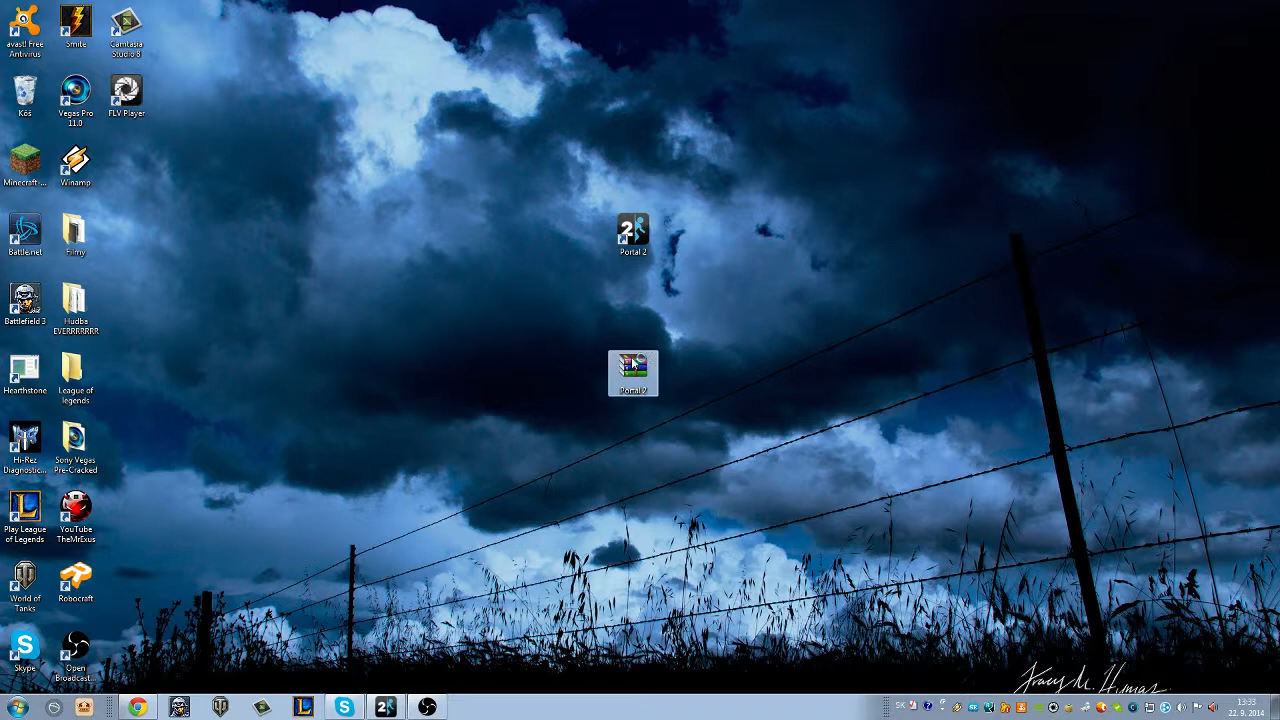 avast! Free
Antivirus
Smite
Camtasia
Studio 8
Kôš
Vegas Pro
11.0
FLV Player
Minecraft ...
Winamp
Battle.net
Filmy
Portal 2
Battlefield 3
Hudba
EVERRRRRRR
Hearthstone
League of
legends
Portal 2
Hi-Rez
Diagnostic...
Sony Vegas
Pre-Cracked
Play League
of Legends
YouTube
TheMrExus
World of
Tanks
Robocraft
Skype
Open
Broadcast...
SK
13:33
22. 9. 2014